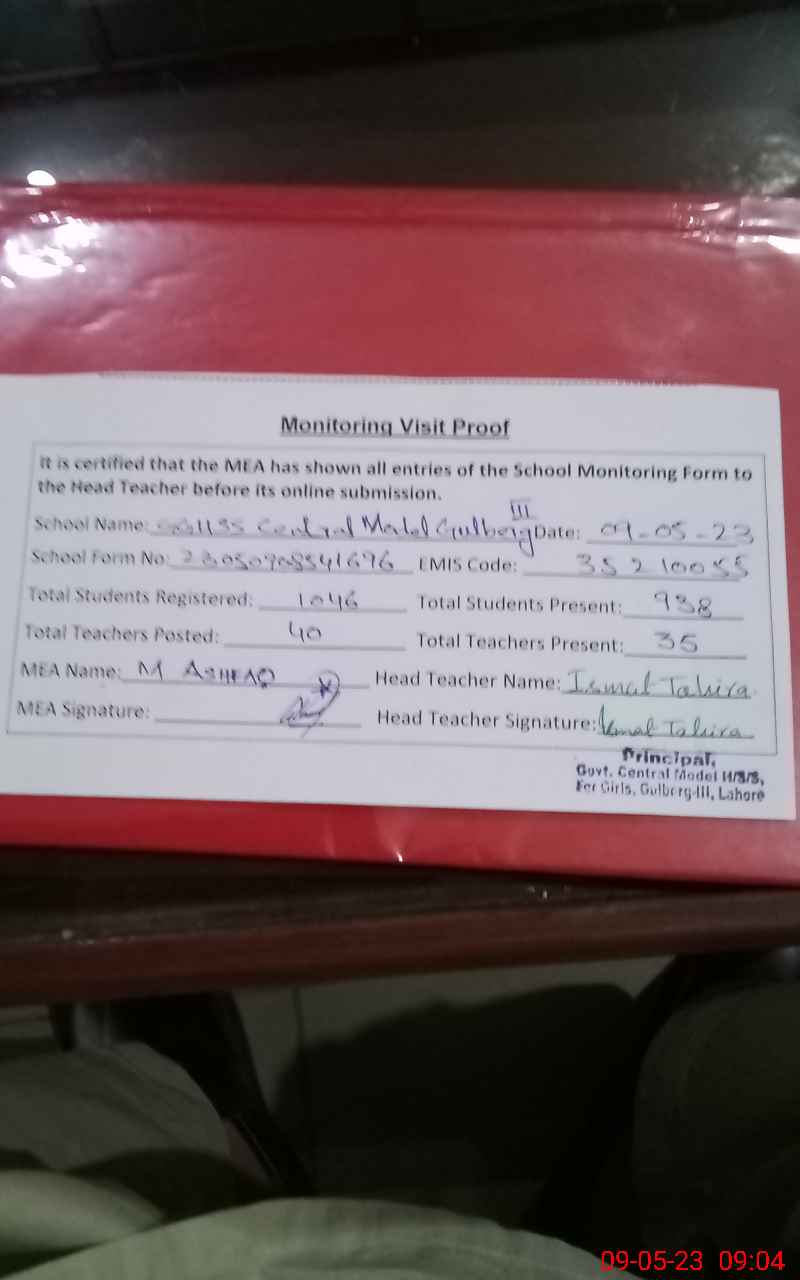 Monitoring Visit Proof
It is certified that the MEA has shown all entries of the School Monitoring Form to
the Head Teacher before its online submission.
School Name: Central Model Gulberg III Date: 09-05-23
School Form No: EMIS Code: 35210055
Total Students Registered: 1046 Total Students Present: 938
Total Teachers Posted: 40 Total Teachers Present: 35
MEA Name: M ASHFAQ Head Teacher Name: Ismat Tahira
MEA Signature: Head Teacher Signature: Ismat Tahira
Principal,
Govt. Central Model H/S/S,
For Girls, Gulberg-III, Lahore
09-05-23 09:04